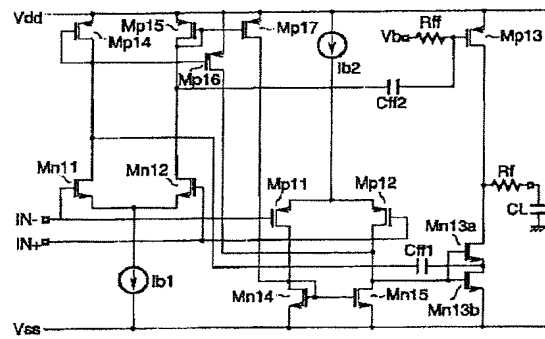 Vdd
Mp14
Mp15
Mp17
Mp16
Ib2
Vb
Rff
Mp13
Cff2
Mn11
Mn12
Mp11
Mp12
Rf
CL
IN-
IN+
Mn13a
Cff1
Ib1
Mn14
Mn15
Mn13b
Vss